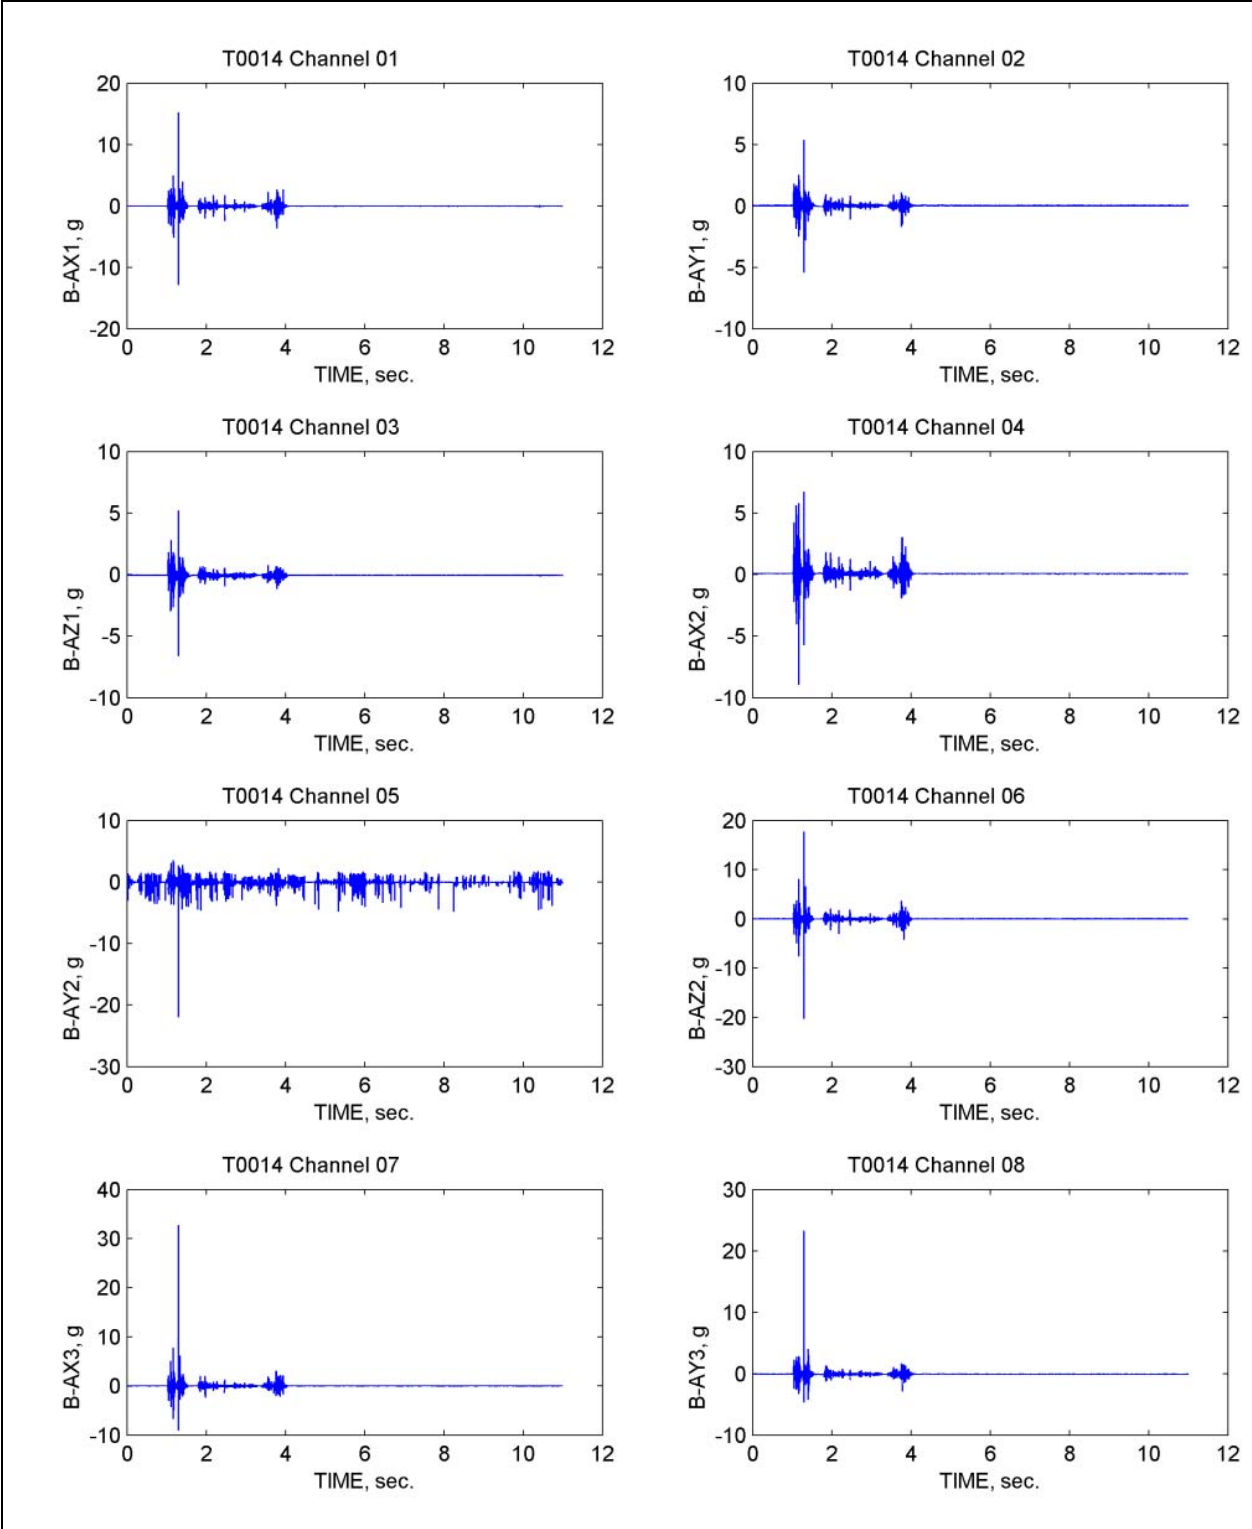 T0014 Channel 01
20
10
0
-10
-20
B-AX1, g
0 2 4 6 8 10 12
TIME, sec.
T0014 Channel 02
10
5
0
-5
-10
B-AY1, g
0 2 4 6 8 10 12
TIME, sec.
T0014 Channel 03
10
5
0
-5
-10
B-AZ1, g
0 2 4 6 8 10 12
TIME, sec.
T0014 Channel 04
10
5
0
-5
-10
B-AX2, g
0 2 4 6 8 10 12
TIME, sec.
T0014 Channel 05
10
0
-10
-20
-30
B-AY2, g
0 2 4 6 8 10 12
TIME, sec.
T0014 Channel 06
20
10
0
-10
-20
-30
B-AZ2, g
0 2 4 6 8 10 12
TIME, sec.
T0014 Channel 07
40
30
20
10
0
-10
B-AX3, g
0 2 4 6 8 10 12
TIME, sec.
T0014 Channel 08
30
20
10
0
-10
B-AY3, g
0 2 4 6 8 10 12
TIME, sec.